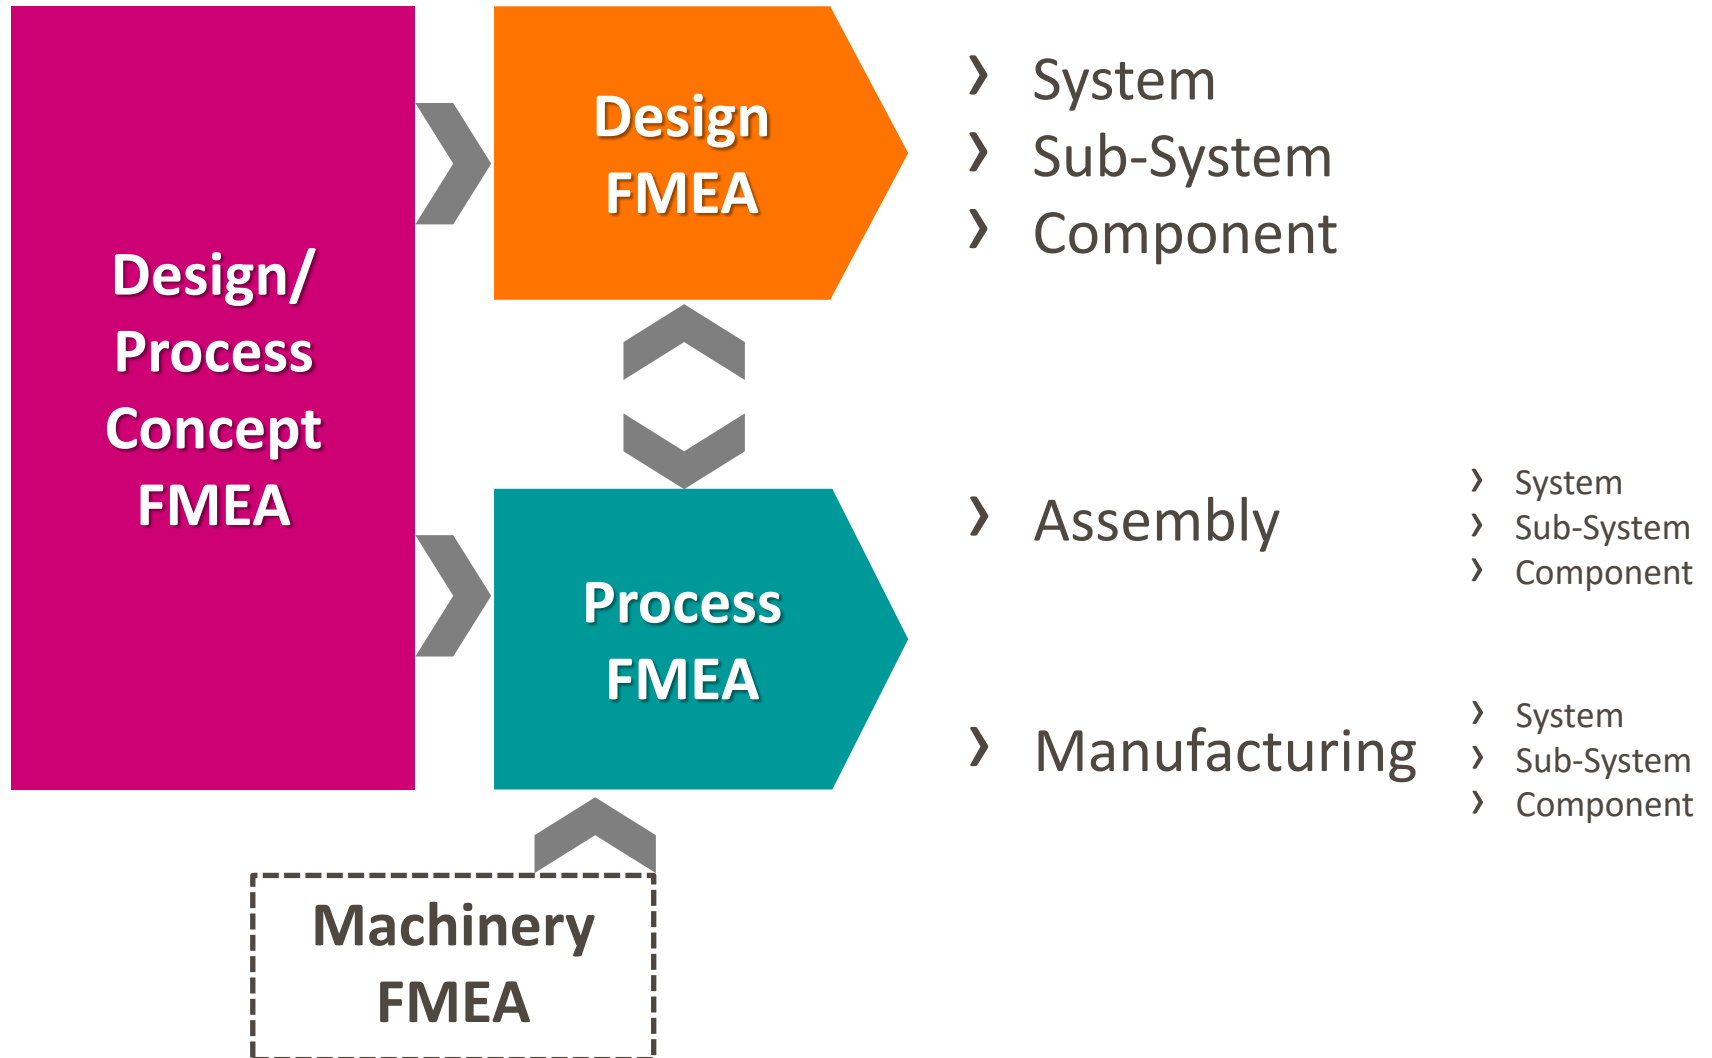 Design/
Process
Concept
FMEA
Design
FMEA
System
Sub-System
Component
Process
FMEA
Assembly
System
Sub-System
Component
Manufacturing
System
Sub-System
Component
Machinery
FMEA